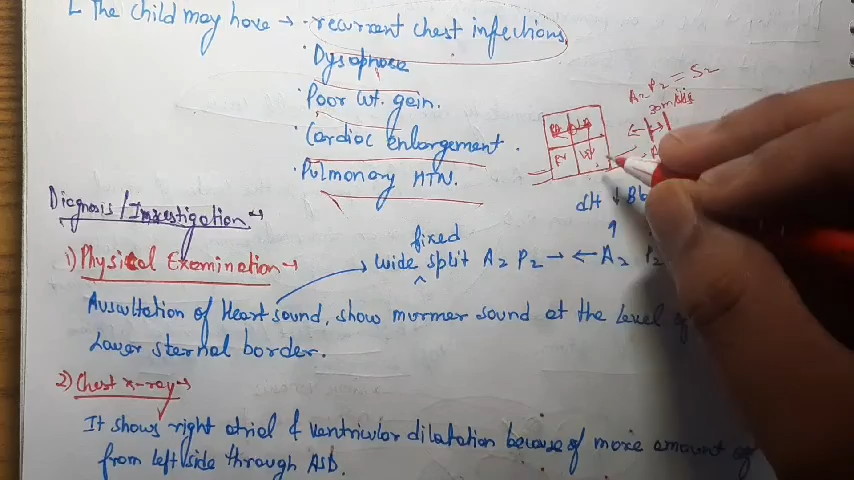 The child may have → · recurrent chest infections.
· Dyspnoea
· Poor wt. gein.
· Cardiac enlargement.
· Pulmonary HTN.
A2 P2 = S2
Diagnosis / Investigation →
1) Physical Examination →
fixed
wide split A2 P2 → ← A2 P2
^
Auscultation of Heart sound, show murmer sound at the level of
Lower sternal border.
2) Chest x-ray →
It shows right atrial & ventricular dilatation because of more amount
from left side through ASD.